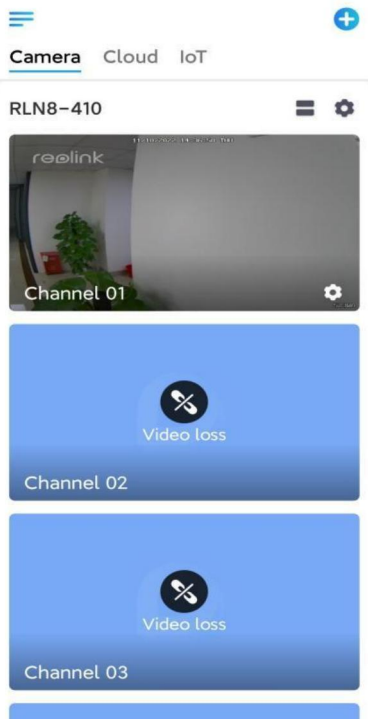 Camera Cloud IoT
RLN8-410
reolink
Channel 01
Video loss
Channel 02
Video loss
Channel 03